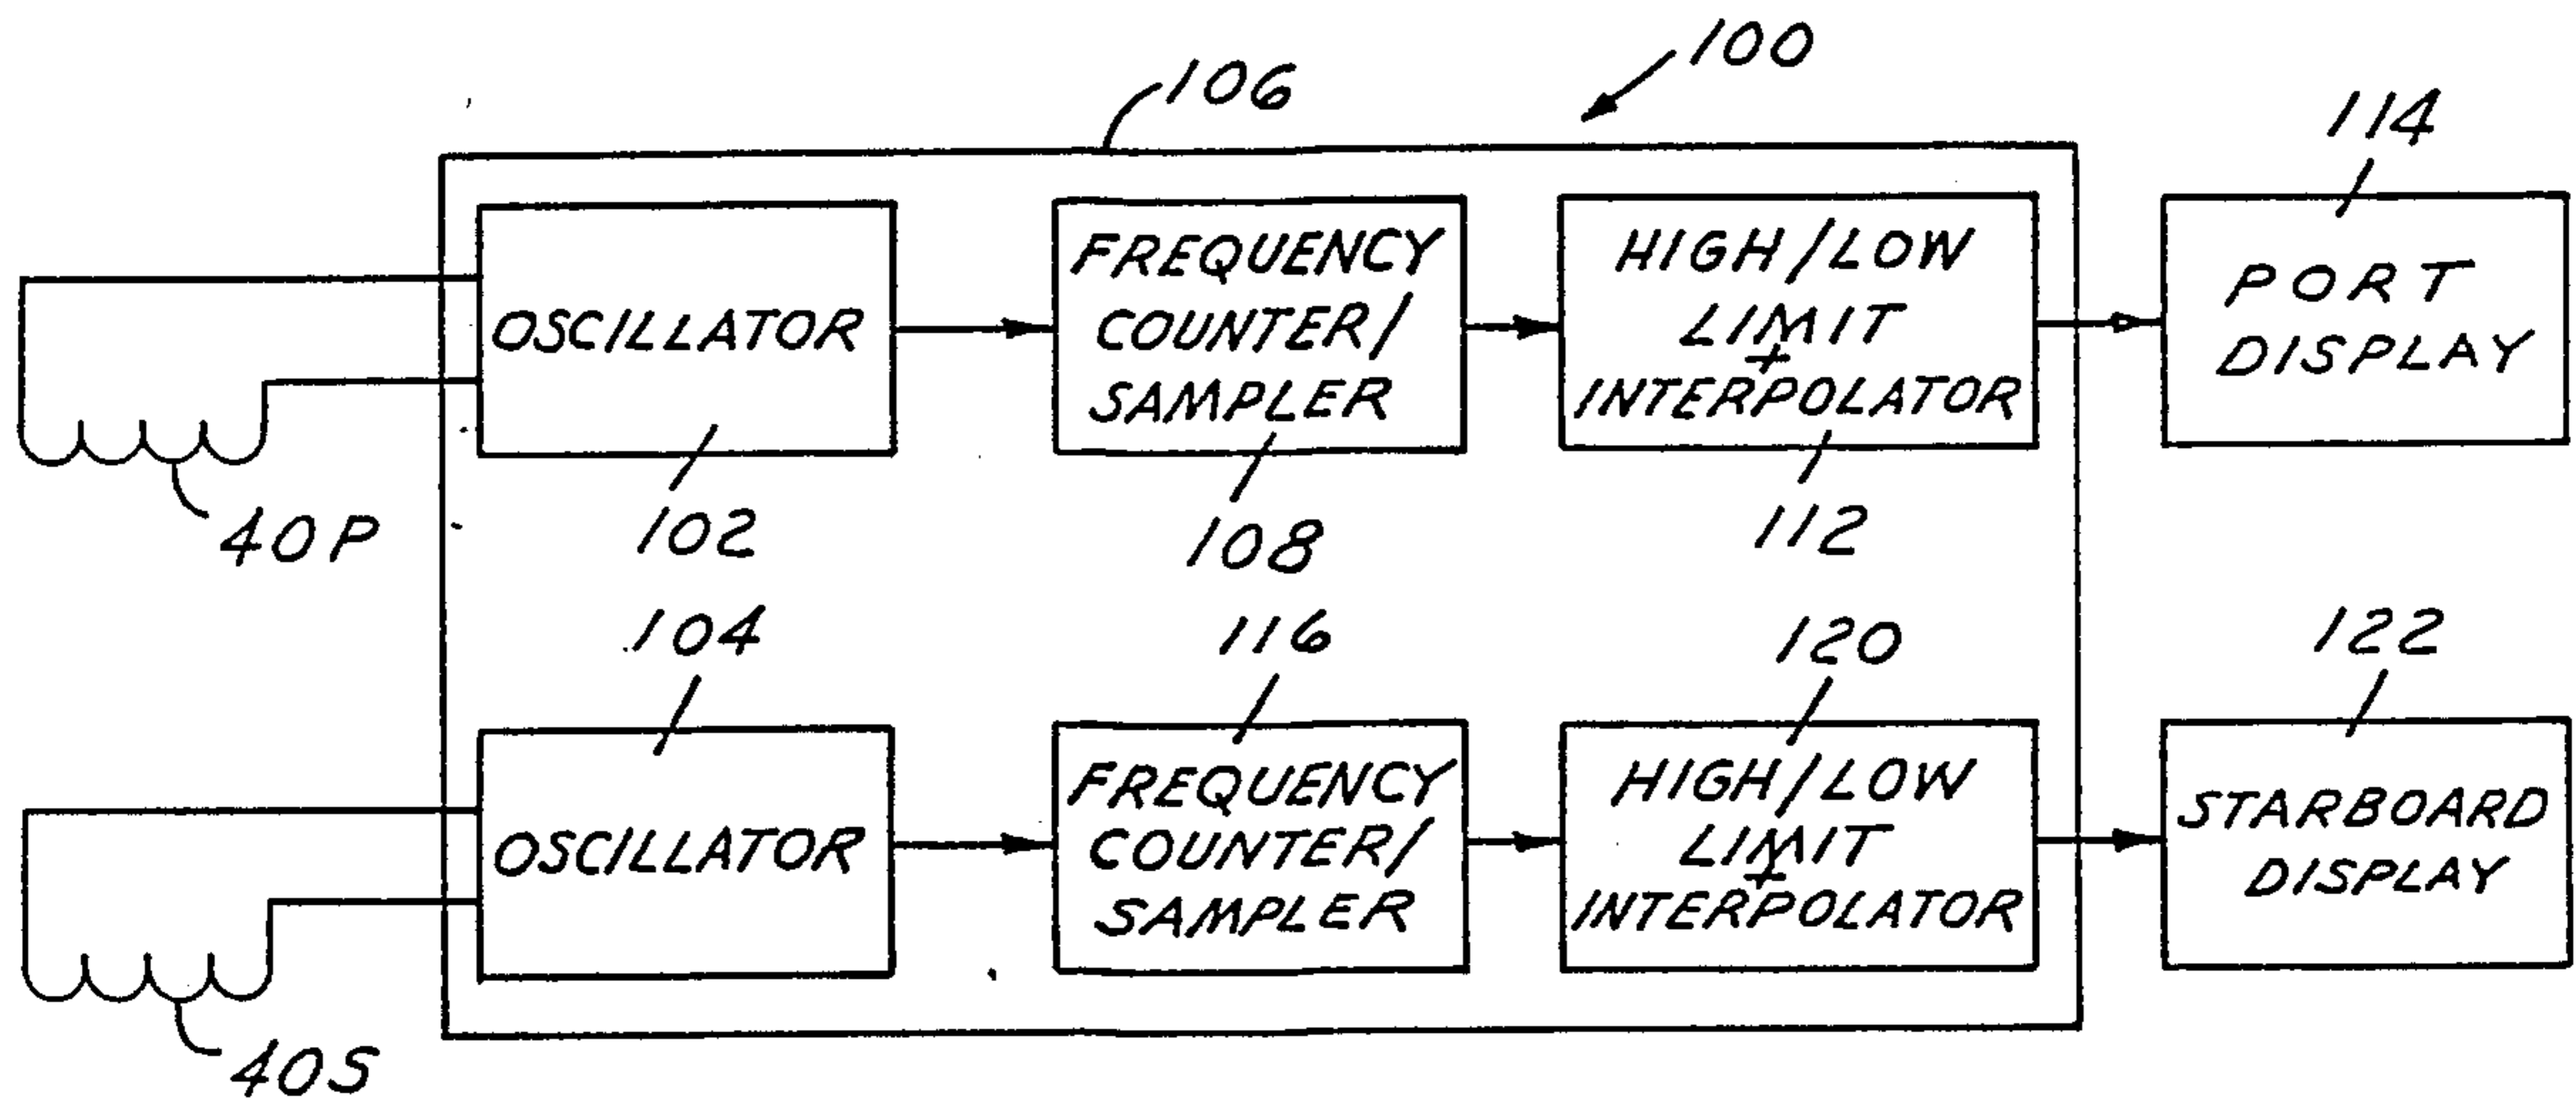 100
106
114
OSCILLATOR
FREQUENCY
COUNTER/
SAMPLER
HIGH/LOW
LIMIT
+
INTERPOLATOR
PORT
DISPLAY
40P
102
108
112
104
116
120
122
OSCILLATOR
FREQUENCY
COUNTER/
SAMPLER
HIGH/LOW
LIMIT
+
INTERPOLATOR
STARBOARD
DISPLAY
40S